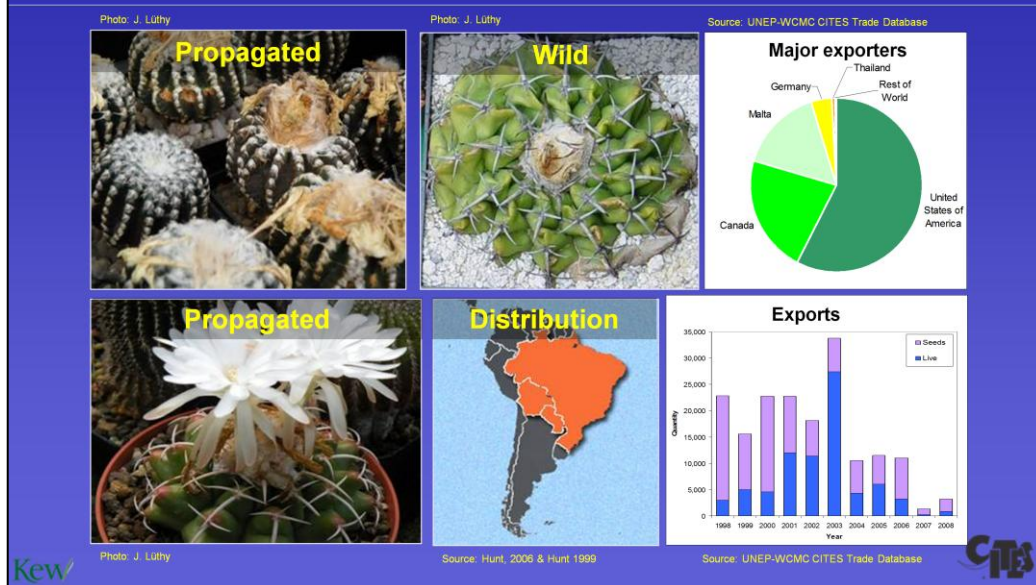 Photo: J. Lüthy
Photo: J. Lüthy
Source: UNEP-WCMC CITES Trade Database
Propagated
Wild
Major exporters
Thailand
Germany
Rest of
World
Malta
Canada
United
States of
America
Propagated
Distribution
Exports
35,000
30,000
25,000
20,000
15,000
10,000
5,000
0
Quantity
Seeds
Live
1998 1999 2000 2001 2002 2003 2004 2005 2006 2007 2008
Year
Photo: J. Lüthy
Source: Hunt, 2006 & Hunt 1999
Source: UNEP-WCMC CITES Trade Database
Kew
CITES